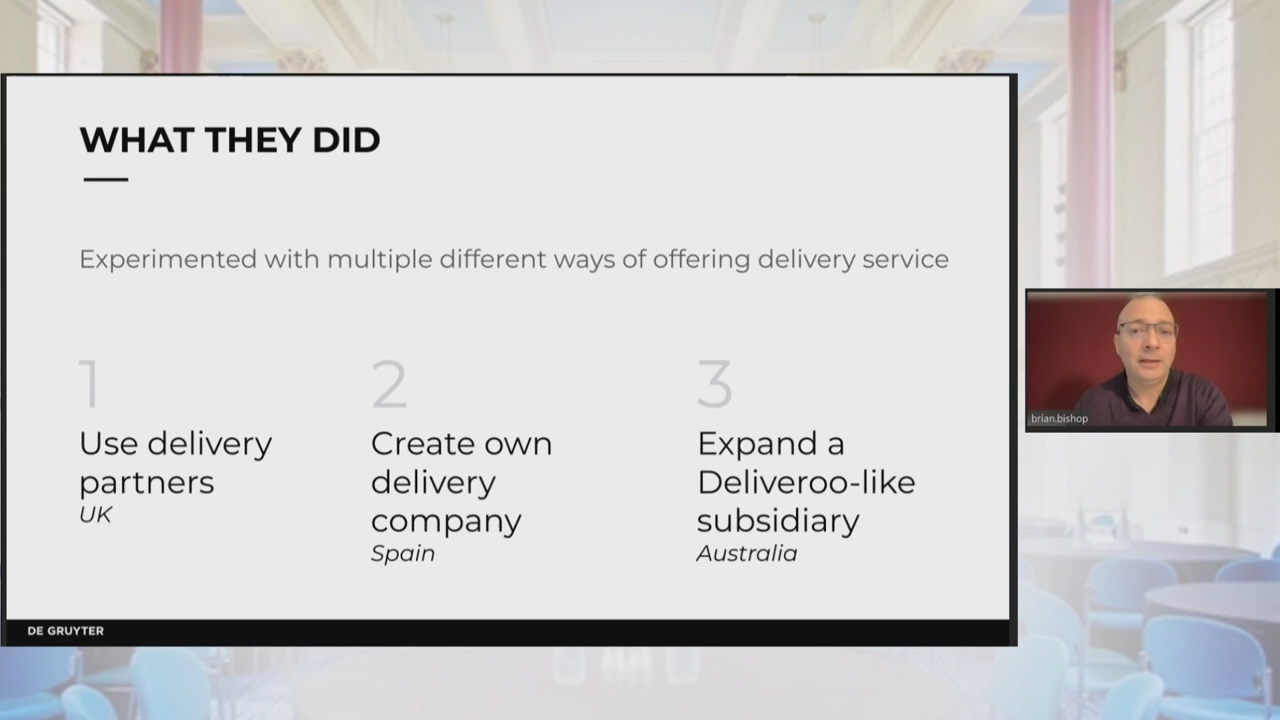 WHAT THEY DID
Experimented with multiple different ways of offering delivery service
1
Use delivery
partners
UK
2
Create own
delivery
company
Spain
3
Expand a
Deliveroo-like
subsidiary
Australia
DE GRUYTER
brian.bishop